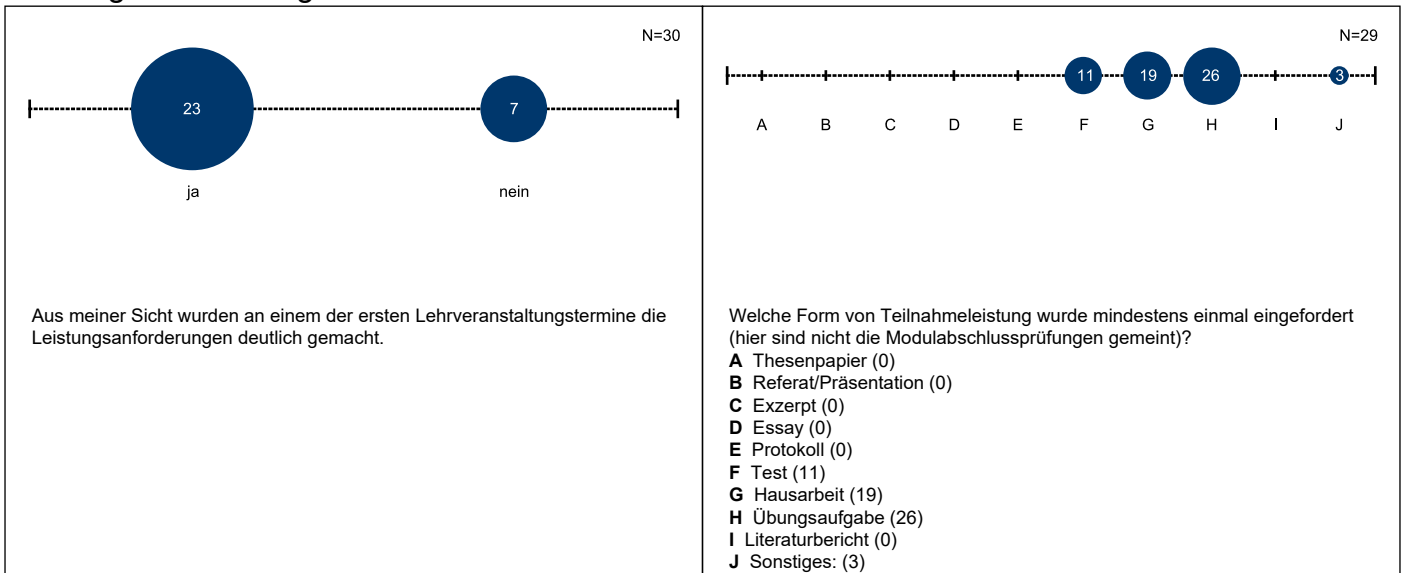 N=30
23
7
ja
nein
Aus meiner Sicht wurden an einem der ersten Lehrveranstaltungstermine die
Leistungsanforderungen deutlich gemacht.
N=29
11
19
26
3
A
B
C
D
E
F
G
H
I
J
Welche Form von Teilnahmeleistung wurde mindestens einmal eingefordert
(hier sind nicht die Modulabschlussprüfungen gemeint)?
A Thesenpapier (0)
B Referat/Präsentation (0)
C Exzerpt (0)
D Essay (0)
E Protokoll (0)
F Test (11)
G Hausarbeit (19)
H Übungsaufgabe (26)
I Literaturbericht (0)
J Sonstiges: (3)